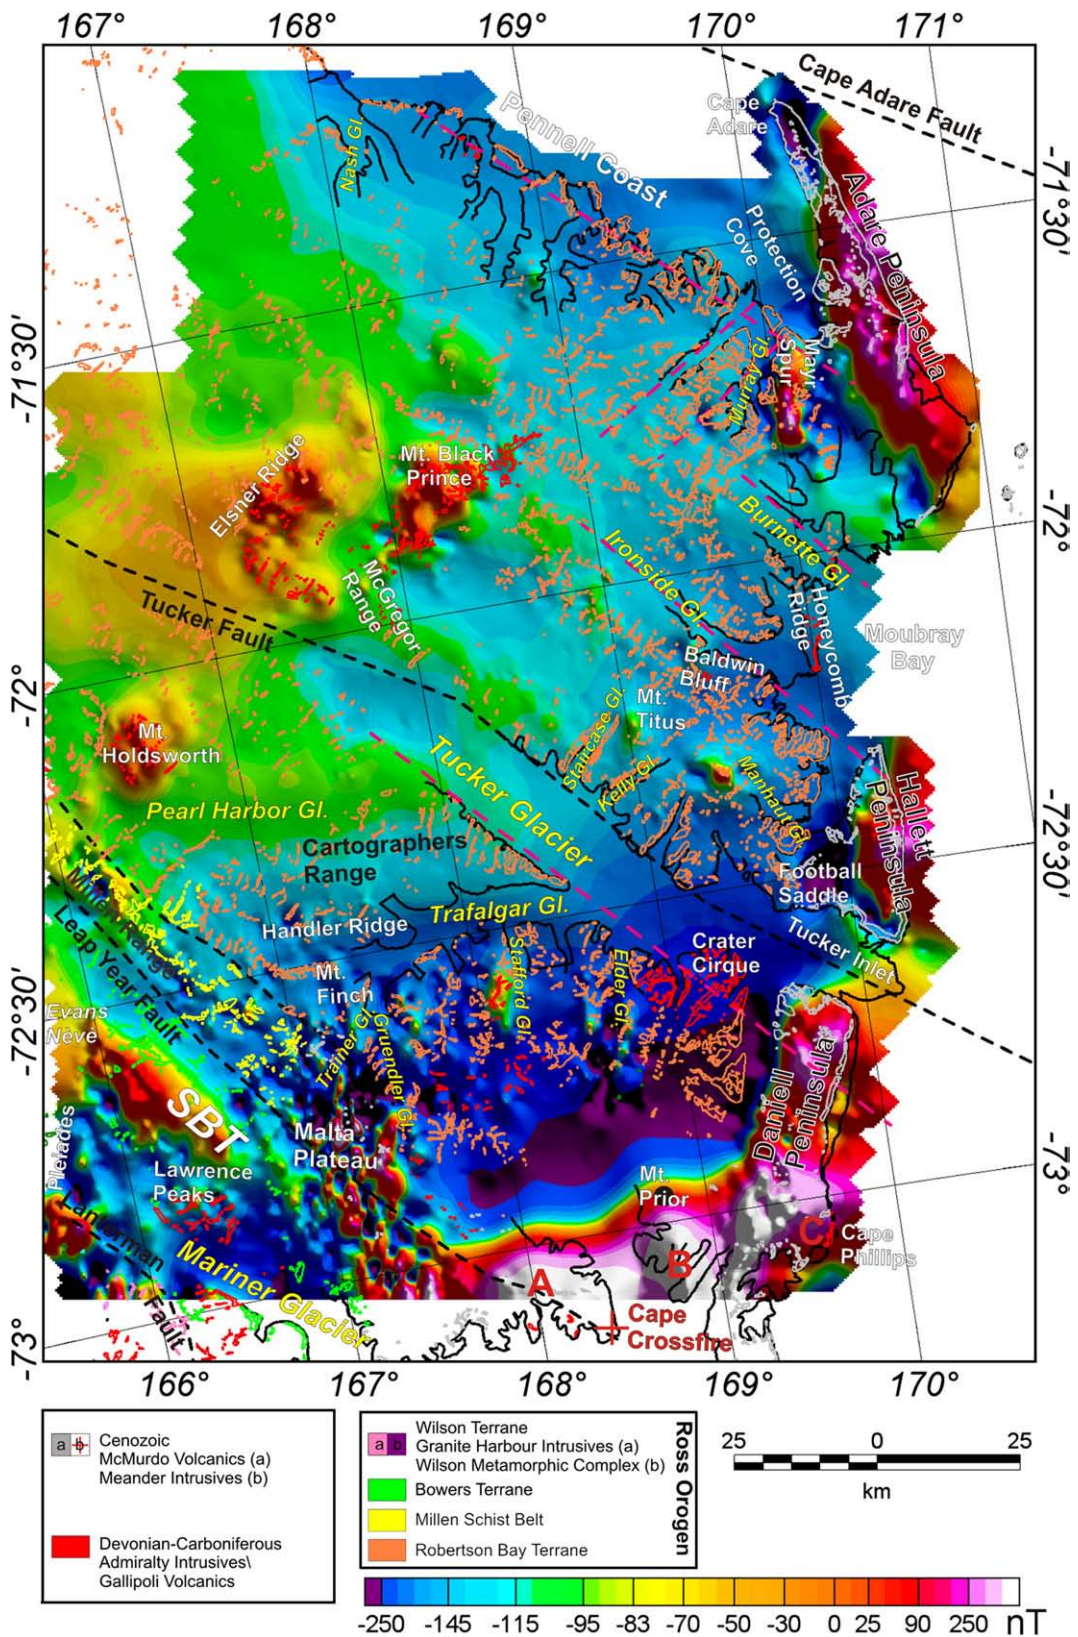 167° 168° 169° 170° 171°
Cape Adare Fault
Cape
Adare
Pennell Coast
Nash Gl.
-71°30'
Adare Peninsula
Protection
Cove
-71°30'
Murray Gl.
Mayr
Spur
Mt. Black
Prince
Elsner Ridge
-72°
Burnette Gl.
Ironside Gl.
McGregor
Range
Tucker Fault
Honeycomb
Ridge
Moubray
Bay
Baldwin
Bluff
-72°
Mt.
Titus
Staircase Gl.
Mt.
Holdsworth
Tucker Glacier
Kelly Gl.
Manhaut Gl.
Hallett
Peninsula
Pearl Harbor Gl.
Cartographers
Range
-72°30'
Football
Saddle
Millen Range
Leap Year Fault
Handler Ridge
Trafalgar Gl.
Tucker Inlet
Crater
Cirque
Mt.
Finch
Stafford Gl.
Elder Gl.
-72°30'
Evans
Nève
Trainer Gl.
Gruendler Gl.
SBT
Daniell
Peninsula
Malta
Plateau
Pleiades
Lawrence
Peaks
-73°
Mt.
Prior
Lanterman
Fault
Mariner Glacier
A
B
C
Cape
Phillips
Cape
Crossfire
-73°
166° 167° 168° 169° 170°
a b Cenozoic
McMurdo Volcanics (a)
Meander Intrusives (b)
Devonian-Carboniferous
Admiralty Intrusives\
Gallipoli Volcanics
a b Wilson Terrane
Granite Harbour Intrusives (a)
Wilson Metamorphic Complex (b)
Bowers Terrane
Millen Schist Belt
Robertson Bay Terrane
Ross Orogen
25 0 25
km
-250 -145 -115 -95 -83 -70 -50 -30 0 25 90 250 nT